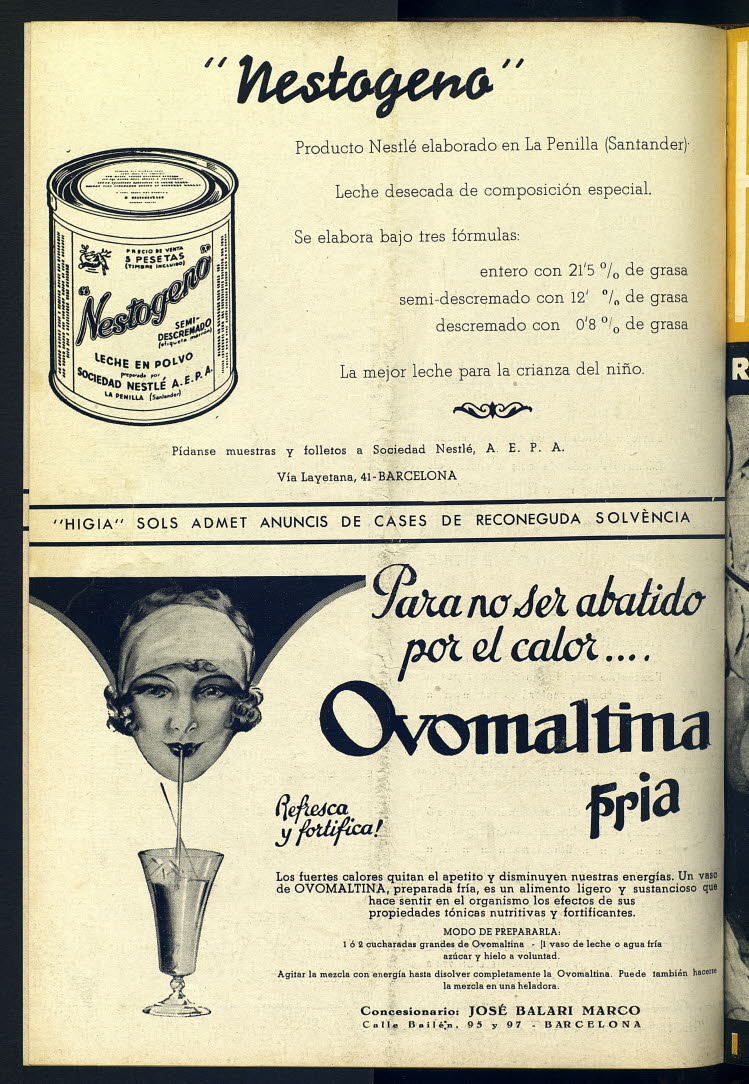 "Nestogeno"
Producto Nestlé elaborado en La Penilla (Santander)
Leche desecada de composición especial.
Se elabora bajo tres fórmulas:
entero con 21'5 % de grasa
semi-descremado con 12' % de grasa
descremado con 0'8 % de grasa
La mejor leche para la crianza del niño.
PRECIO DE VENTA
3 PESETAS
(TIMBRE INCLUIDO)
"Nestogeno"
SEMI-
DESCREMADO
(etiqueta marrón)
LECHE EN POLVO
preparada por
SOCIEDAD NESTLÉ A.E.P.A.
LA PENILLA (Santander)
Pídanse muestras y folletos a Sociedad Nestlé, A. E. P. A.
Vía Layetana, 41-BARCELONA
"HIGIA" SOLS ADMET ANUNCIS DE CASES DE RECONEGUDA SOLVÈNCIA
Para no ser abatido
por el calor....
Ovomaltina
Fria
Refresca
y fortifica!
Los fuertes calores quitan el apetito y disminuyen nuestras energías. Un vaso
de OVOMALTINA, preparada fría, es un alimento ligero y sustancioso que
hace sentir en el organismo los efectos de sus
propiedades tónicas nutritivas y fortificantes.
MODO DE PREPARARLA:
1 ó 2 cucharadas grandes de Ovomaltina - 1 vaso de leche o agua fría
azúcar y hielo a voluntad.
Agitar la mezcla con energía hasta disolver completamente la Ovomaltina. Puede también hacerse
la mezcla en una heladora.
Concesionario: JOSÉ BALARI MARCO
Calle Bailén, 95 y 97 - BARCELONA
R